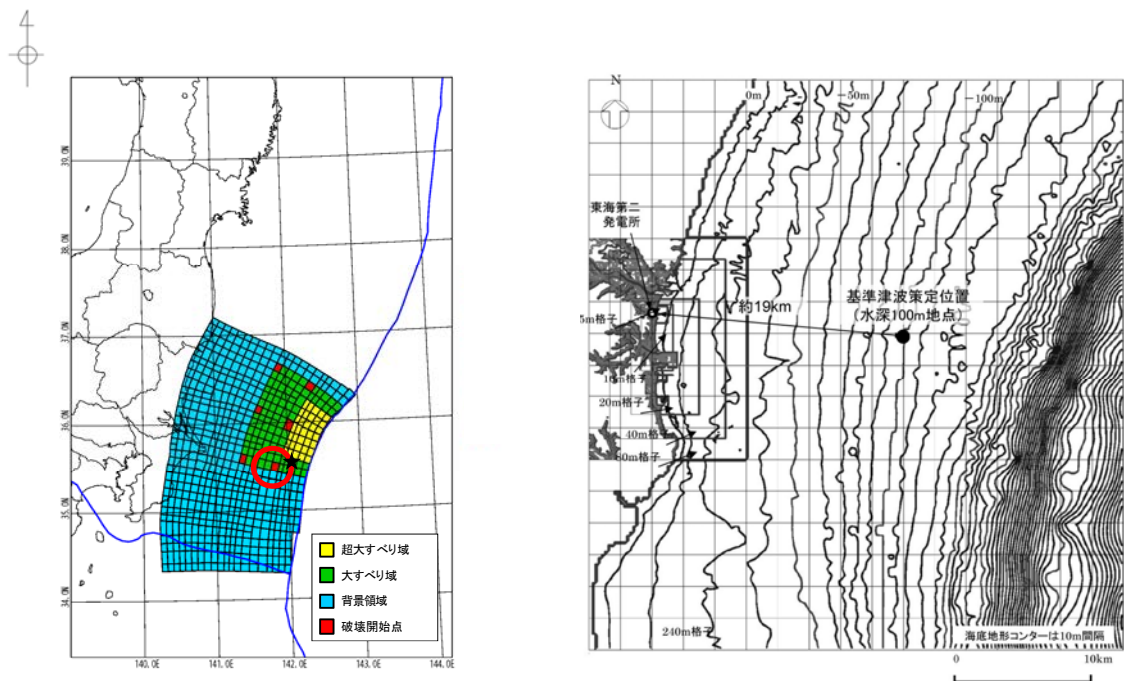 39.0N
38.0N
37.0N
36.0N
35.0N
34.0N
140.0E
141.0E
142.0E
143.0E
144.0E
超大すべり域
大すべり域
背景領域
破壊開始点
N
0m
-50m
-100m
東海第二
発電所
約19km
基準津波策定位置
(水深100m地点)
5m格子
10m格子
20m格子
40m格子
80m格子
240m格子
海底地形コンターは10m間隔
0
10km